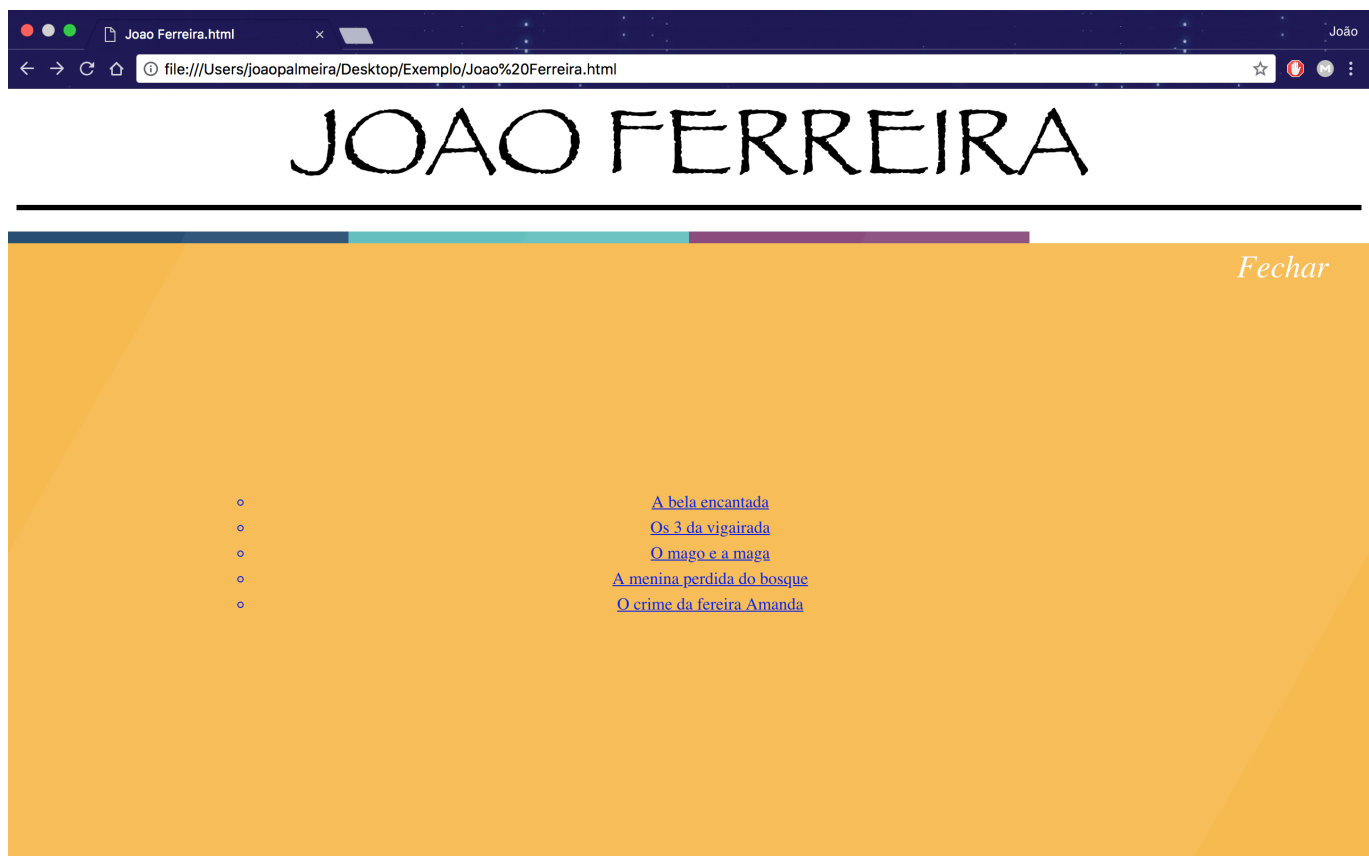 Joao Ferreira.html
João
file:///Users/joaopalmeira/Desktop/Exemplo/Joao%20Ferreira.html
M
JOAO FERREIRA
Fechar
A bela encantada
Os 3 da vigairada
O mago e a maga
A menina perdida do bosque
O crime da fereira Amanda